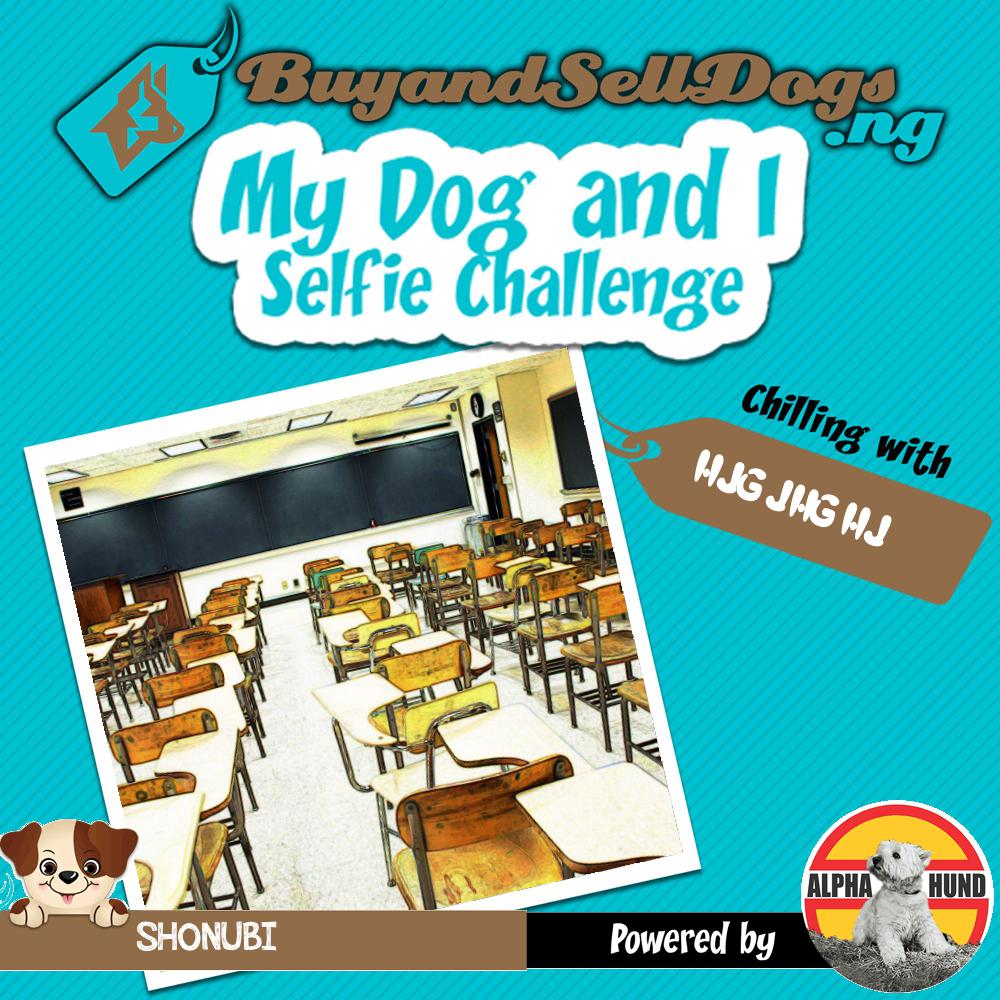 BuyandSellDogs
.ng
My Dog and I
Selfie Challenge
Chilling with
HJG JHG HJ
SHONUBI
Powered by
ALPHA HUND